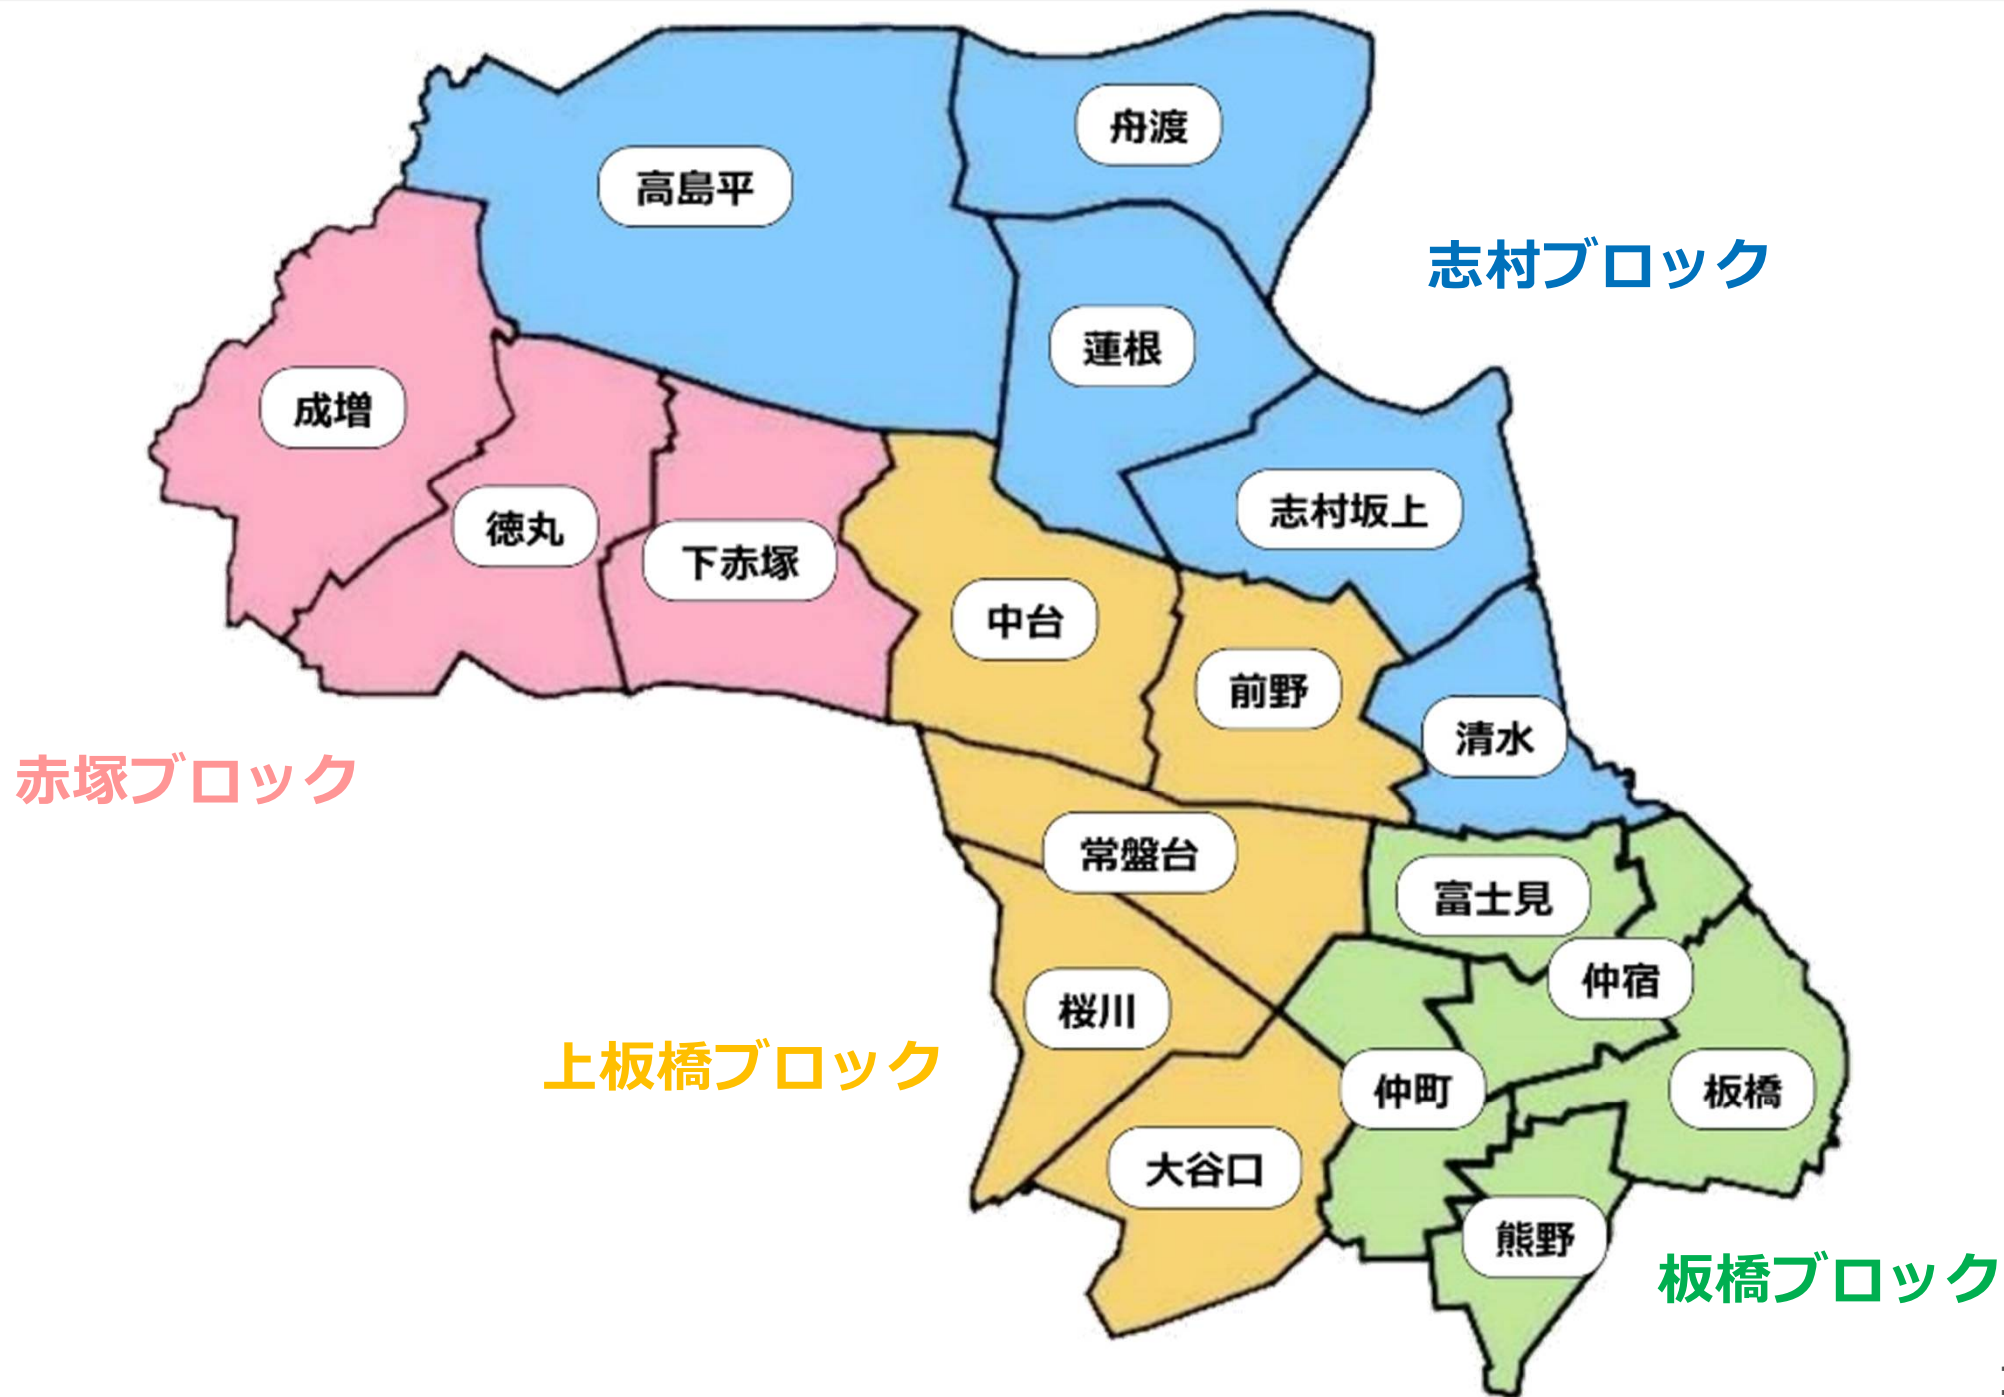 舟渡
高島平
志村ブロック
蓮根
成増
志村坂上
徳丸
下赤塚
中台
前野
清水
赤塚ブロック
常盤台
富士見
仲宿
桜川
上板橋ブロック
仲町
板橋
大谷口
熊野
板橋ブロック